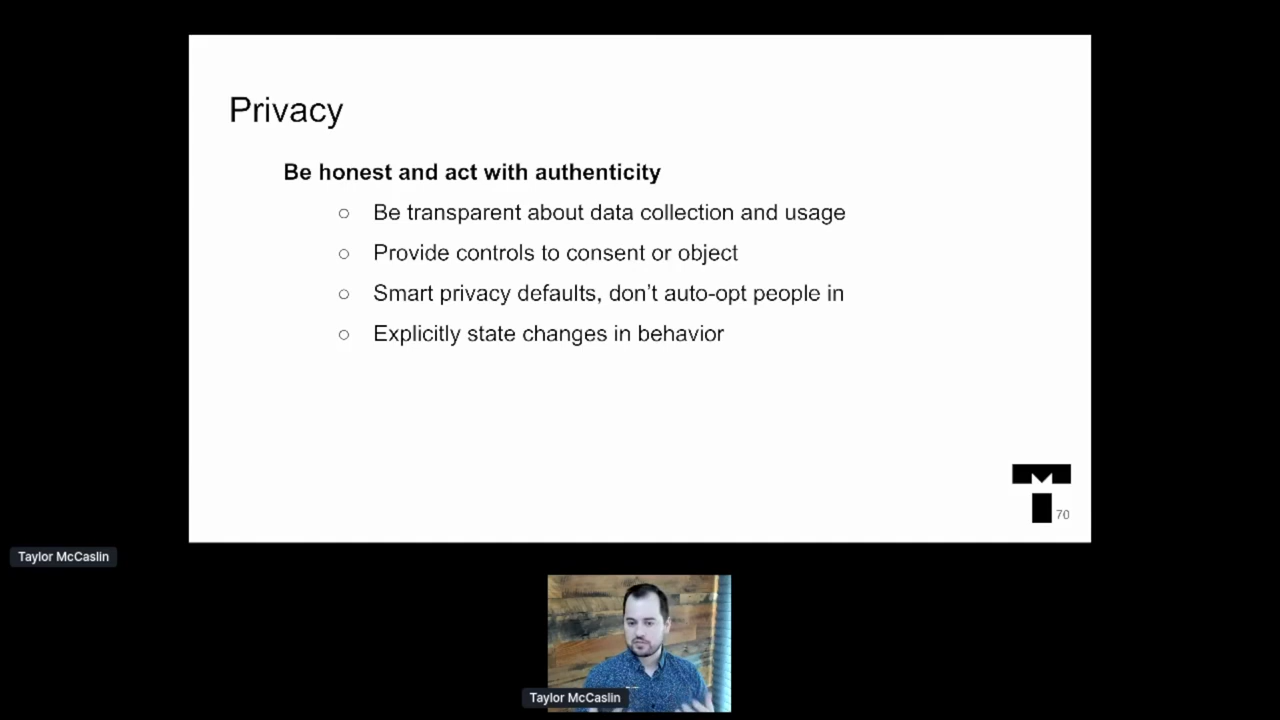 Privacy
Be honest and act with authenticity
○ Be transparent about data collection and usage
○ Provide controls to consent or object
○ Smart privacy defaults, don’t auto-opt people in
○ Explicitly state changes in behavior
70
Taylor McCaslin
Taylor McCaslin